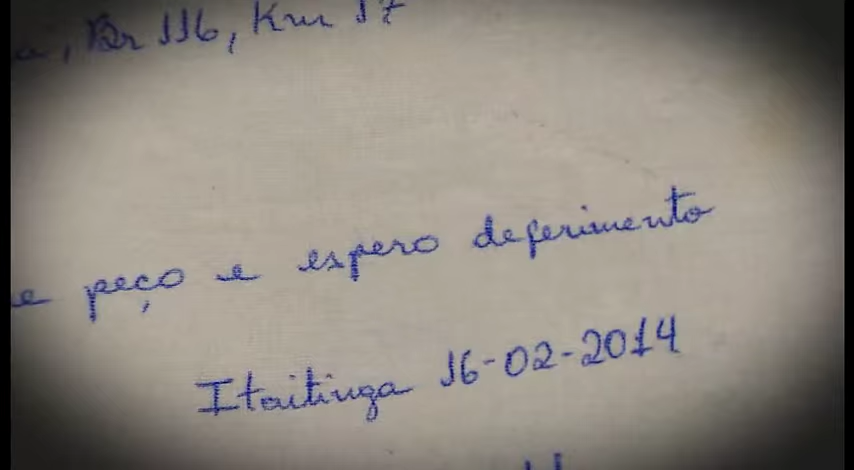 , Br 116, Km 17
e peço e espero deferimento
Itaitinga 16-02-2014